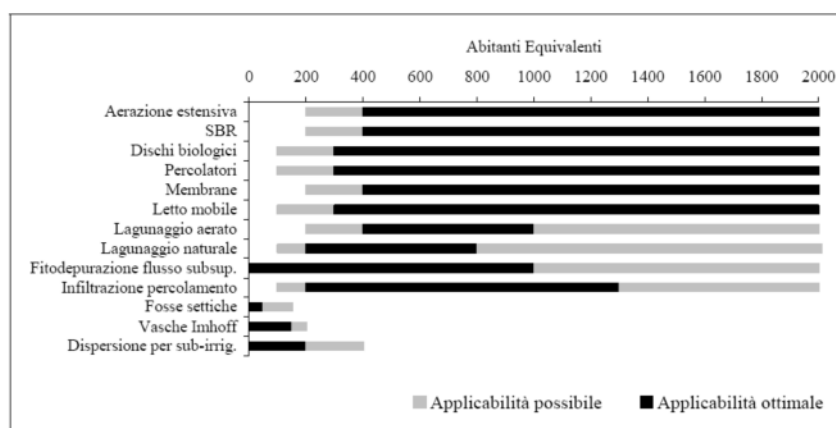 Abitanti Equivalenti
0 200 400 600 800 1000 1200 1400 1600 1800 2000
Aerazione estensiva
SBR
Dischi biologici
Percolatori
Membrane
Letto mobile
Lagunaggio aerato
Lagunaggio naturale
Fitodepurazione flusso subsup.
Infiltrazione percolamento
Fosse settiche
Vasche Imhoff
Dispersione per sub-irrig.
Applicabilità possibile Applicabilità ottimale